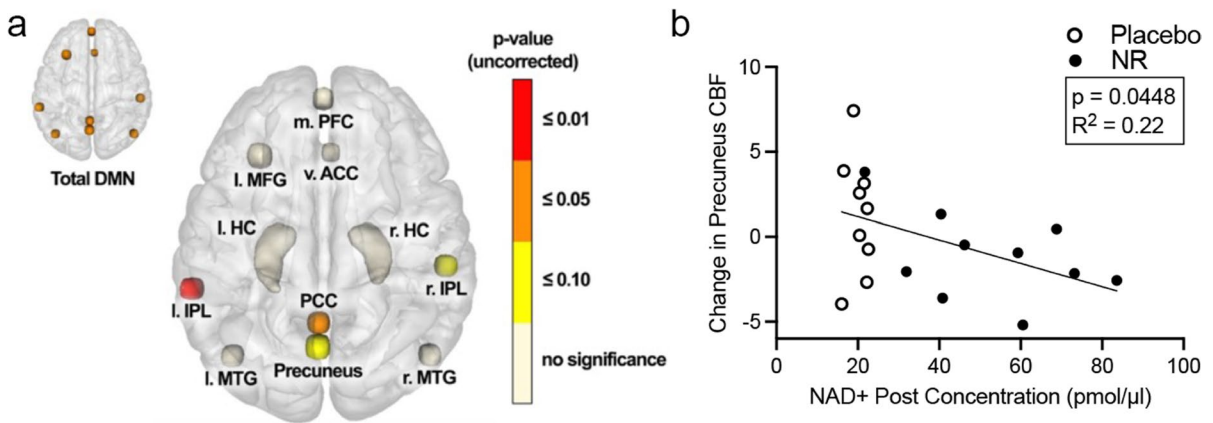 a
Total DMN
m. PFC
l. MFG
v. ACC
l. HC
r. HC
l. IPL
r. IPL
PCC
Precuneus
l. MTG
r. MTG
p-value
(uncorrected)
≤ 0.01
≤ 0.05
≤ 0.10
no significance
b
Placebo
NR
p = 0.0448
R² = 0.22
Change in Precuneus CBF
10
5
0
-5
0 20 40 60 80 100
NAD+ Post Concentration (pmol/µl)